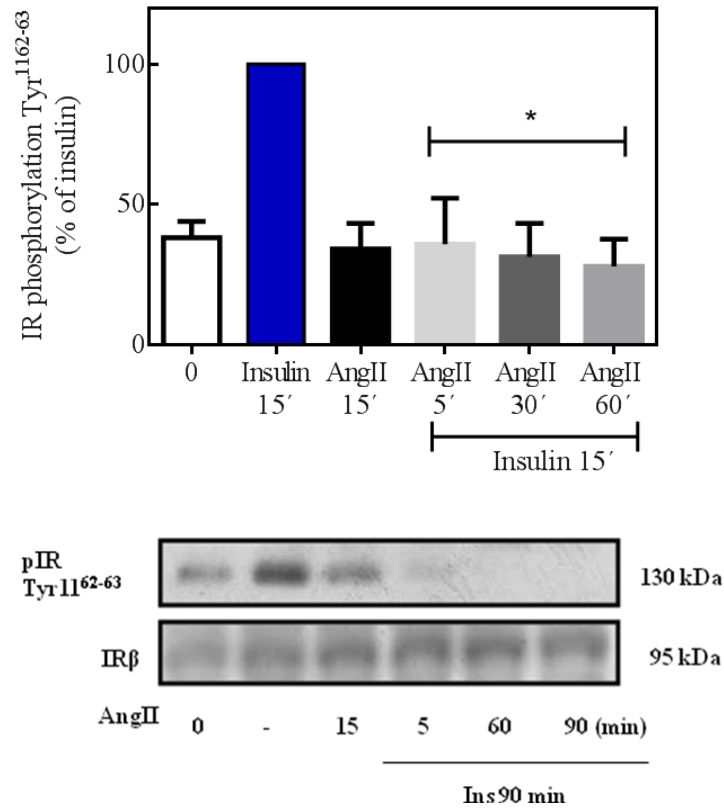 IR phosphorylation Tyr1162-63
(% of insulin)
100
50
0
*
0 Insulin AngII AngII AngII AngII
15′ 15′ 5′ 30′ 60′
Insulin 15′
pIR
Tyr1162-63
130 kDa
IRβ
95 kDa
AngII 0 - 15 5 60 90 (min)
Ins90 min